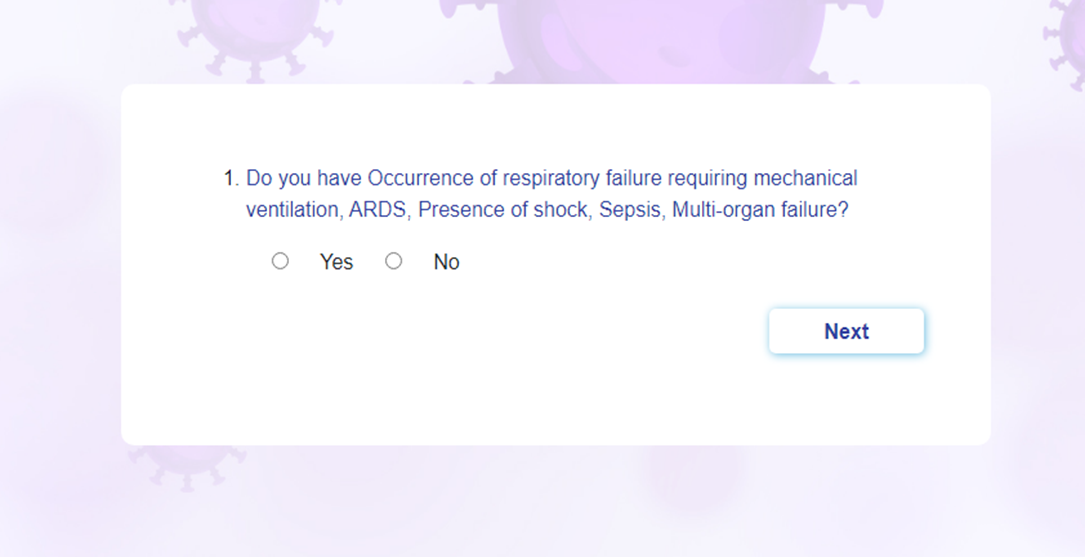 1. Do you have Occurrence of respiratory failure requiring mechanical
ventilation, ARDS, Presence of shock, Sepsis, Multi-organ failure?
Yes No
Next